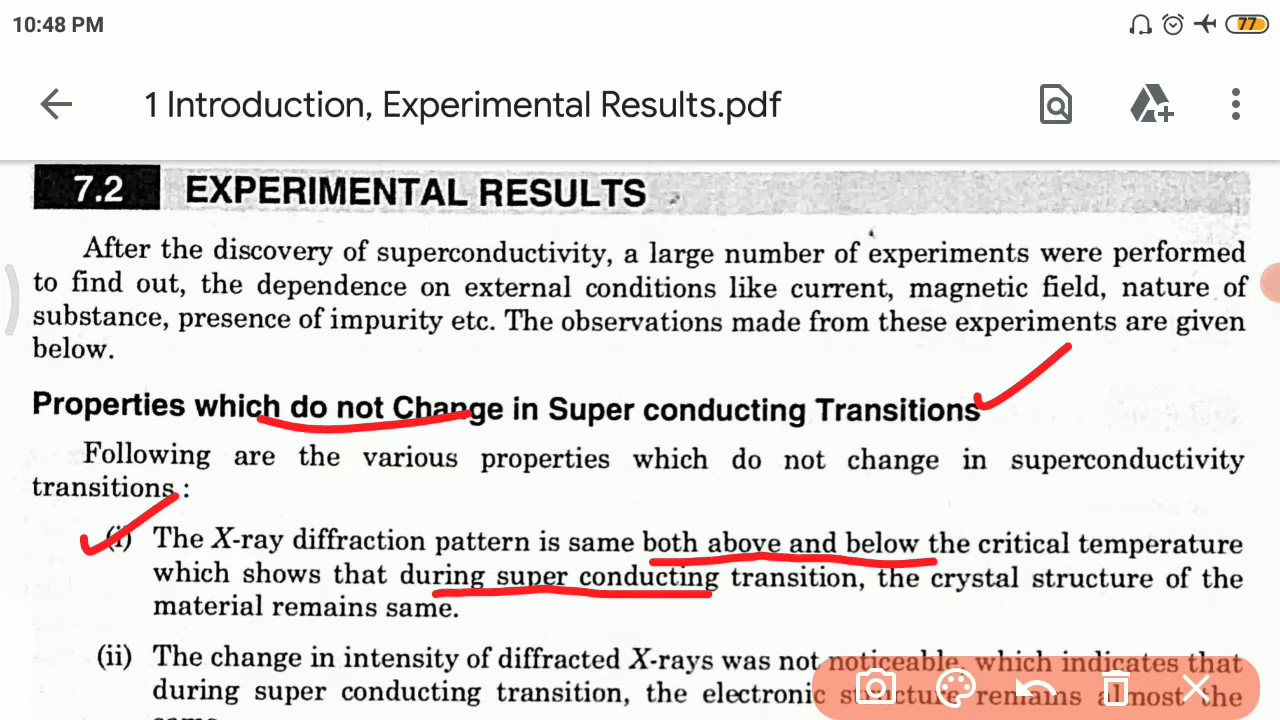 10:48 PM
77
1 Introduction, Experimental Results.pdf
7.2 EXPERIMENTAL RESULTS
After the discovery of superconductivity, a large number of experiments were performed
to find out, the dependence on external conditions like current, magnetic field, nature of
substance, presence of impurity etc. The observations made from these experiments are given
below.
Properties which do not Change in Super conducting Transitions
Following are the various properties which do not change in superconductivity
transitions :
(i) The X-ray diffraction pattern is same both above and below the critical temperature
which shows that during super conducting transition, the crystal structure of the
material remains same.
(ii) The change in intensity of diffracted X-rays was not noticeable, which indicates that
during super conducting transition, the electronic structure remains almost the
same